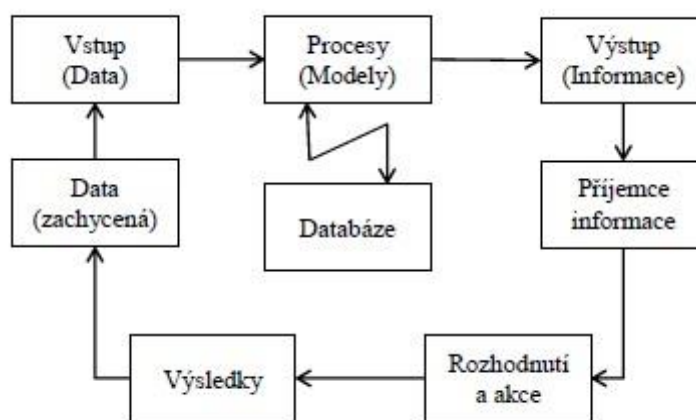 Vstup
(Data)
Procesy
(Modely)
Výstup
(Informace)
Data
(zachycená)
Databáze
Příjemce
informace
Výsledky
Rozhodnutí
a akce